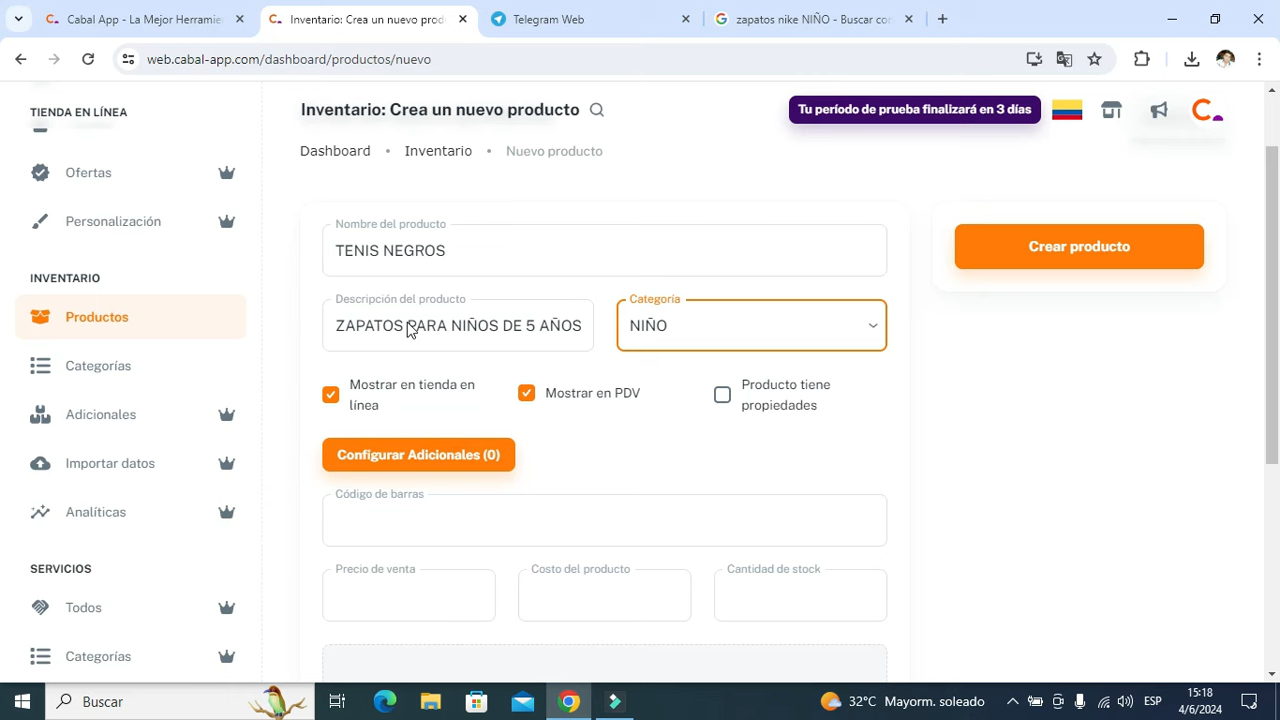 Cabal App - La Mejor Herramie
Inventario: Crea un nuevo prod
Telegram Web
zapatos nike NIÑO - Buscar con
web.cabal-app.com/dashboard/productos/nuevo
TIENDA EN LÍNEA
Ofertas
Personalización
INVENTARIO
Productos
Categorías
Adicionales
Importar datos
Analíticas
SERVICIOS
Todos
Categorías
Inventario: Crea un nuevo producto
Tu período de prueba finalizará en 3 días
Dashboard • Inventario • Nuevo producto
Nombre del producto
TENIS NEGROS
Descripción del producto
ZAPATOS PARA NIÑOS DE 5 AÑOS
Categoría
NIÑO
Mostrar en tienda en
línea
Mostrar en PDV
Producto tiene
propiedades
Configurar Adicionales (0)
Código de barras
Precio de venta
Costo del producto
Cantidad de stock
Crear producto
Buscar
32°C Mayorm. soleado
ESP
15:18
4/6/2024